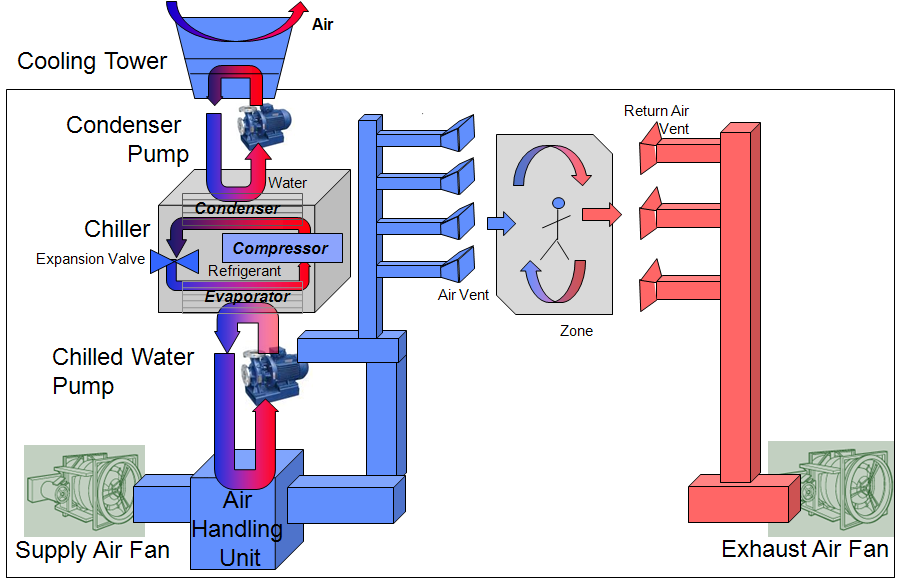 Air
Cooling Tower
Condenser
Pump
Return Air
Vent
Water
Condenser
Chiller
Compressor
Expansion Valve
Refrigerant
Evaporator
Air Vent
Zone
Chilled Water
Pump
Air
Handling
Unit
Supply Air Fan
Exhaust Air Fan